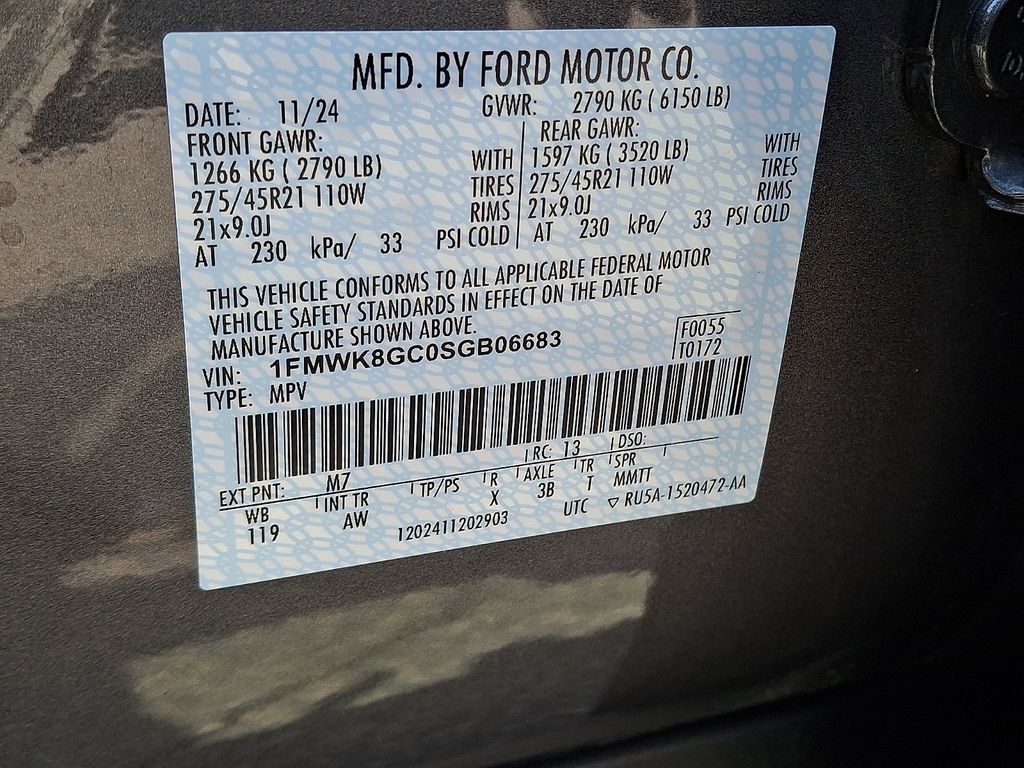 MFD. BY FORD MOTOR CO.
DATE: 11/24 GVWR: 2790 KG ( 6150 LB)
FRONT GAWR: REAR GAWR:
1266 KG ( 2790 LB) WITH 1597 KG ( 3520 LB) WITH
275/45R21 110W TIRES 275/45R21 110W TIRES
21x9.0J RIMS 21x9.0J RIMS
AT 230 kPa/ 33 PSI COLD AT 230 kPa/ 33 PSI COLD
THIS VEHICLE CONFORMS TO ALL APPLICABLE FEDERAL MOTOR
VEHICLE SAFETY STANDARDS IN EFFECT ON THE DATE OF
MANUFACTURE SHOWN ABOVE.
F0055
VIN: 1FMWK8GC0SGB06683 T0172
TYPE: MPV
EXT PNT: M7 RC: 13 DSO:
WB INT TR TP/PS R AXLE TR SPR
119 AW X 3B T MMTT
1202411202903 UTC ▽ RU5A-1520472-AA